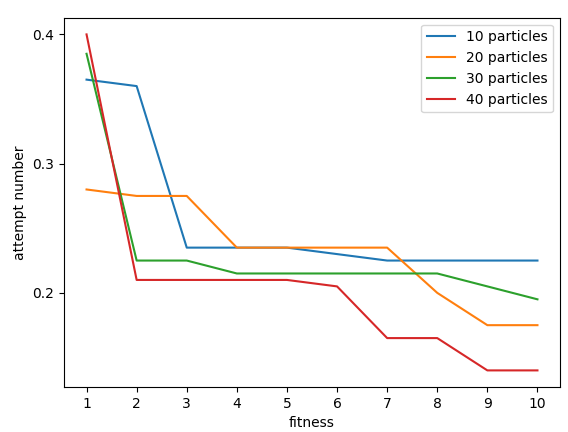 0.4
0.3
0.2
attempt number
10 particles
20 particles
30 particles
40 particles
1 2 3 4 5 6 7 8 9 10
fitness